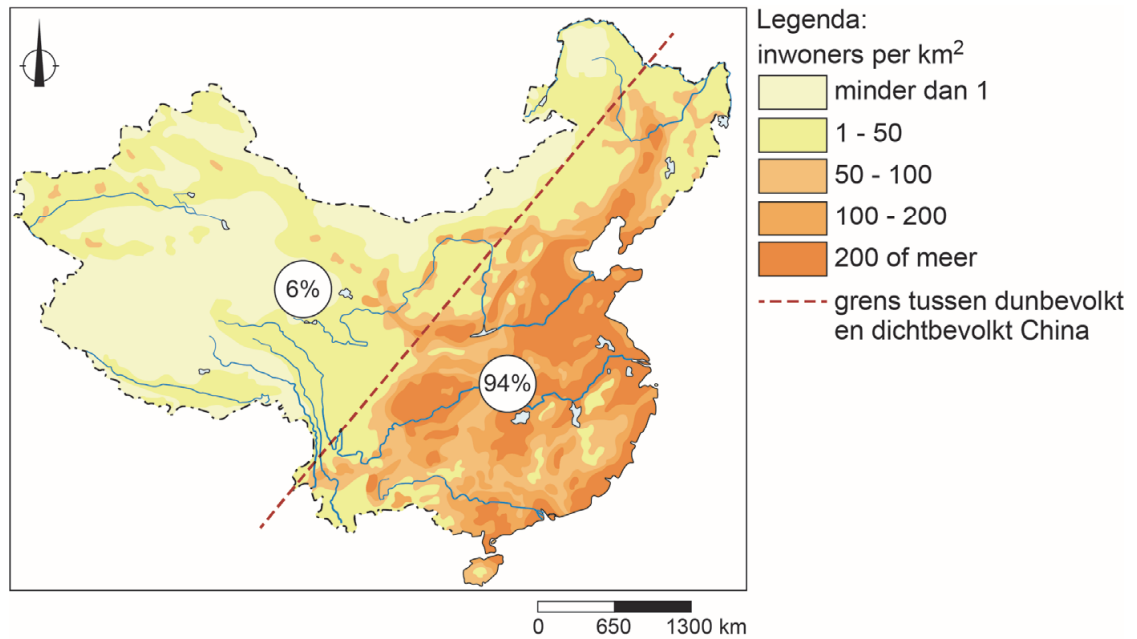 Legenda:
inwoners per km²
minder dan 1
1 - 50
50 - 100
100 - 200
200 of meer
grens tussen dunbevolkt
en dichtbevolkt China
6%
94%
0 650 1300 km